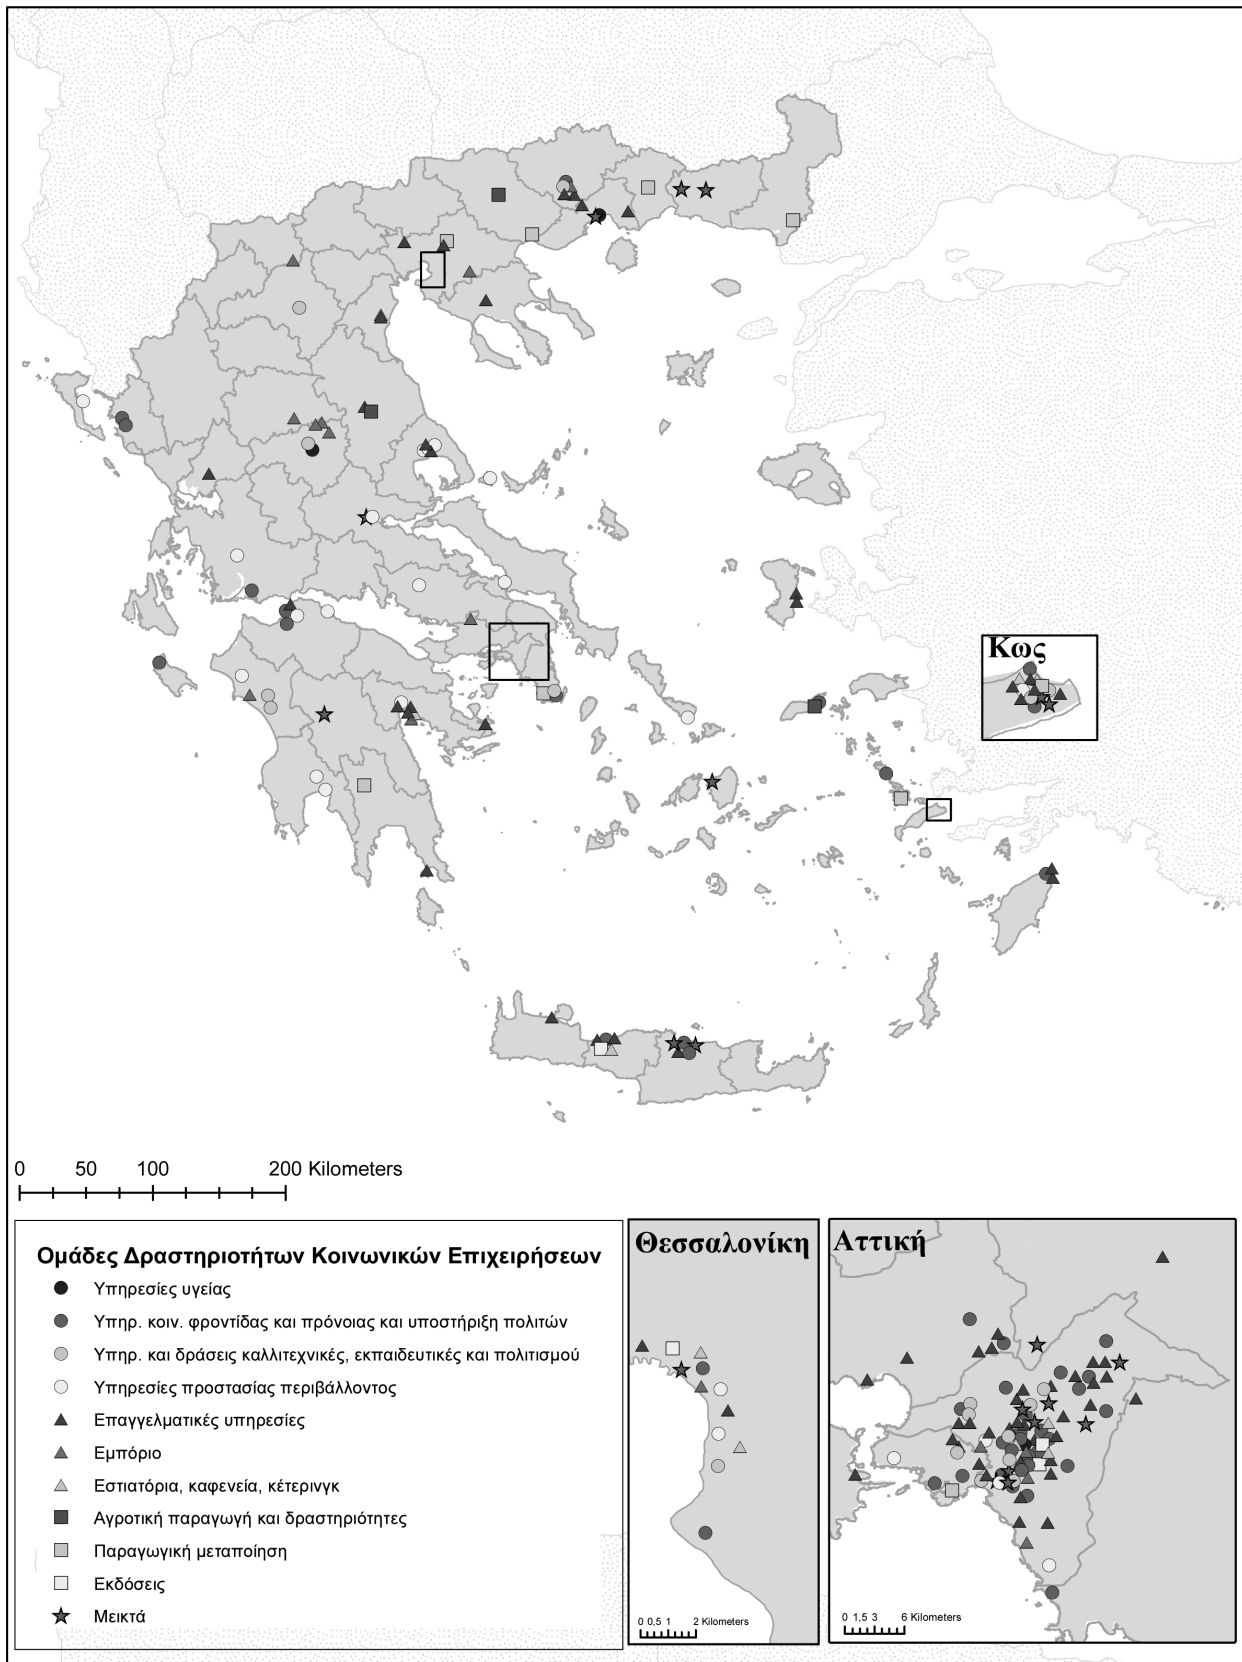 Κως
0 50 100 200 Kilometers
Ομάδες Δραστηριοτήτων Κοινωνικών Επιχειρήσεων
Υπηρεσίες υγείας
Υπηρ. κοιν. φροντίδας και πρόνοιας και υποστήριξη πολιτών
Υπηρ. και δράσεις καλλιτεχνικές, εκπαιδευτικές και πολιτισμού
Υπηρεσίες προστασίας περιβάλλοντος
Επαγγελματικές υπηρεσίες
Εμπόριο
Εστιατόρια, καφενεία, κέτερινγκ
Αγροτική παραγωγή και δραστηριότητες
Παραγωγική μεταποίηση
Εκδόσεις
Μεικτά
Θεσσαλονίκη
0 0,5 1 2 Kilometers
Αττική
0 1,5 3 6 Kilometers